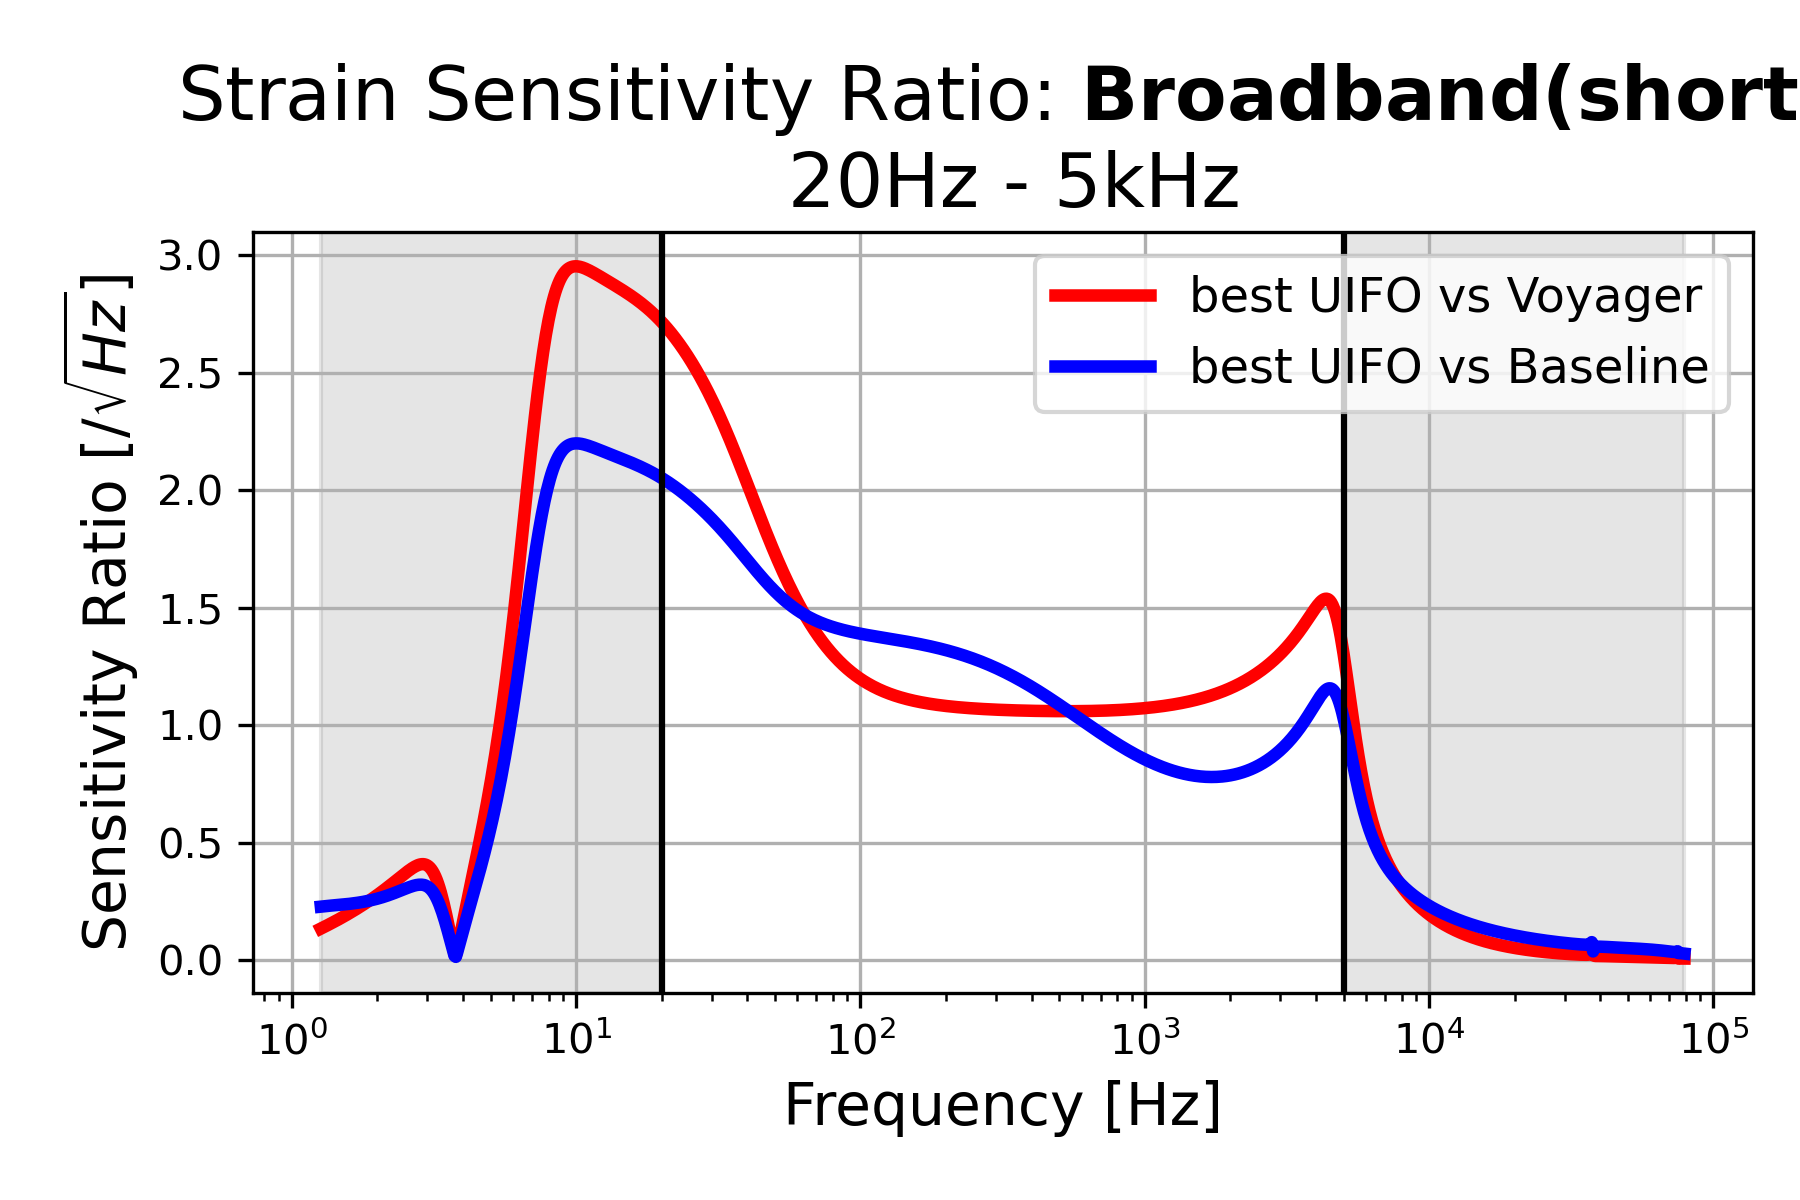 Strain Sensitivity Ratio: Broadband(short
20Hz - 5kHz
Sensitivity Ratio [/√Hz]
3.0
2.5
2.0
1.5
1.0
0.5
0.0
best UIFO vs Voyager
best UIFO vs Baseline
10⁰ 10¹ 10² 10³ 10⁴ 10⁵
Frequency [Hz]